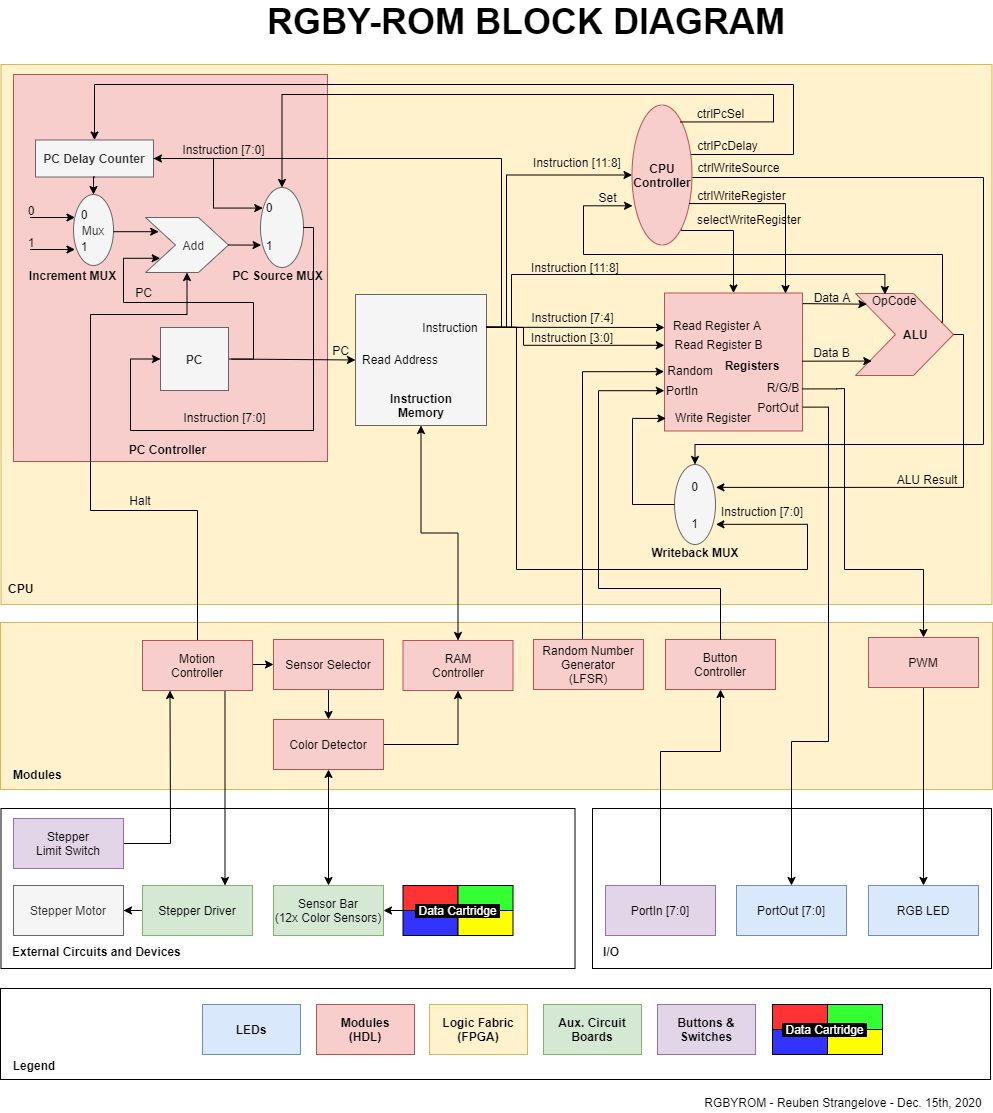 RGBY-ROM BLOCK DIAGRAM
ctrlPcSel
PC Delay Counter
Instruction [7:0]
ctrlPcDelay
Instruction [11:8]
CPU
Controller
ctrlWriteSource
Set
ctrlWriteRegister
selectWriteRegister
0
1
0
Mux
1
Add
0
1
Increment MUX
PC Source MUX
PC
Instruction [11:8]
Instruction
Read Address
Instruction
Memory
PC
PC
Instruction [7:0]
PC Controller
Instruction [7:4]
Instruction [3:0]
Read Register A
Read Register B
Random
Registers
PortIn
R/G/B
PortOut
Write Register
Data A
Data B
OpCode
ALU
ALU Result
0
1
Instruction [7:0]
Writeback MUX
Halt
CPU
Motion
Controller
Sensor Selector
RAM
Controller
Random Number
Generator
(LFSR)
Button
Controller
PWM
Color Detector
Modules
Stepper
Limit Switch
Stepper Motor
Stepper Driver
Sensor Bar
(12x Color Sensors)
Data Cartridge
External Circuits and Devices
PortIn [7:0]
PortOut [7:0]
RGB LED
I/O
LEDs
Modules
(HDL)
Logic Fabric
(FPGA)
Aux. Circuit
Boards
Buttons &
Switches
Data Cartridge
Legend
RGBYROM - Reuben Strangelove - Dec. 15th, 2020